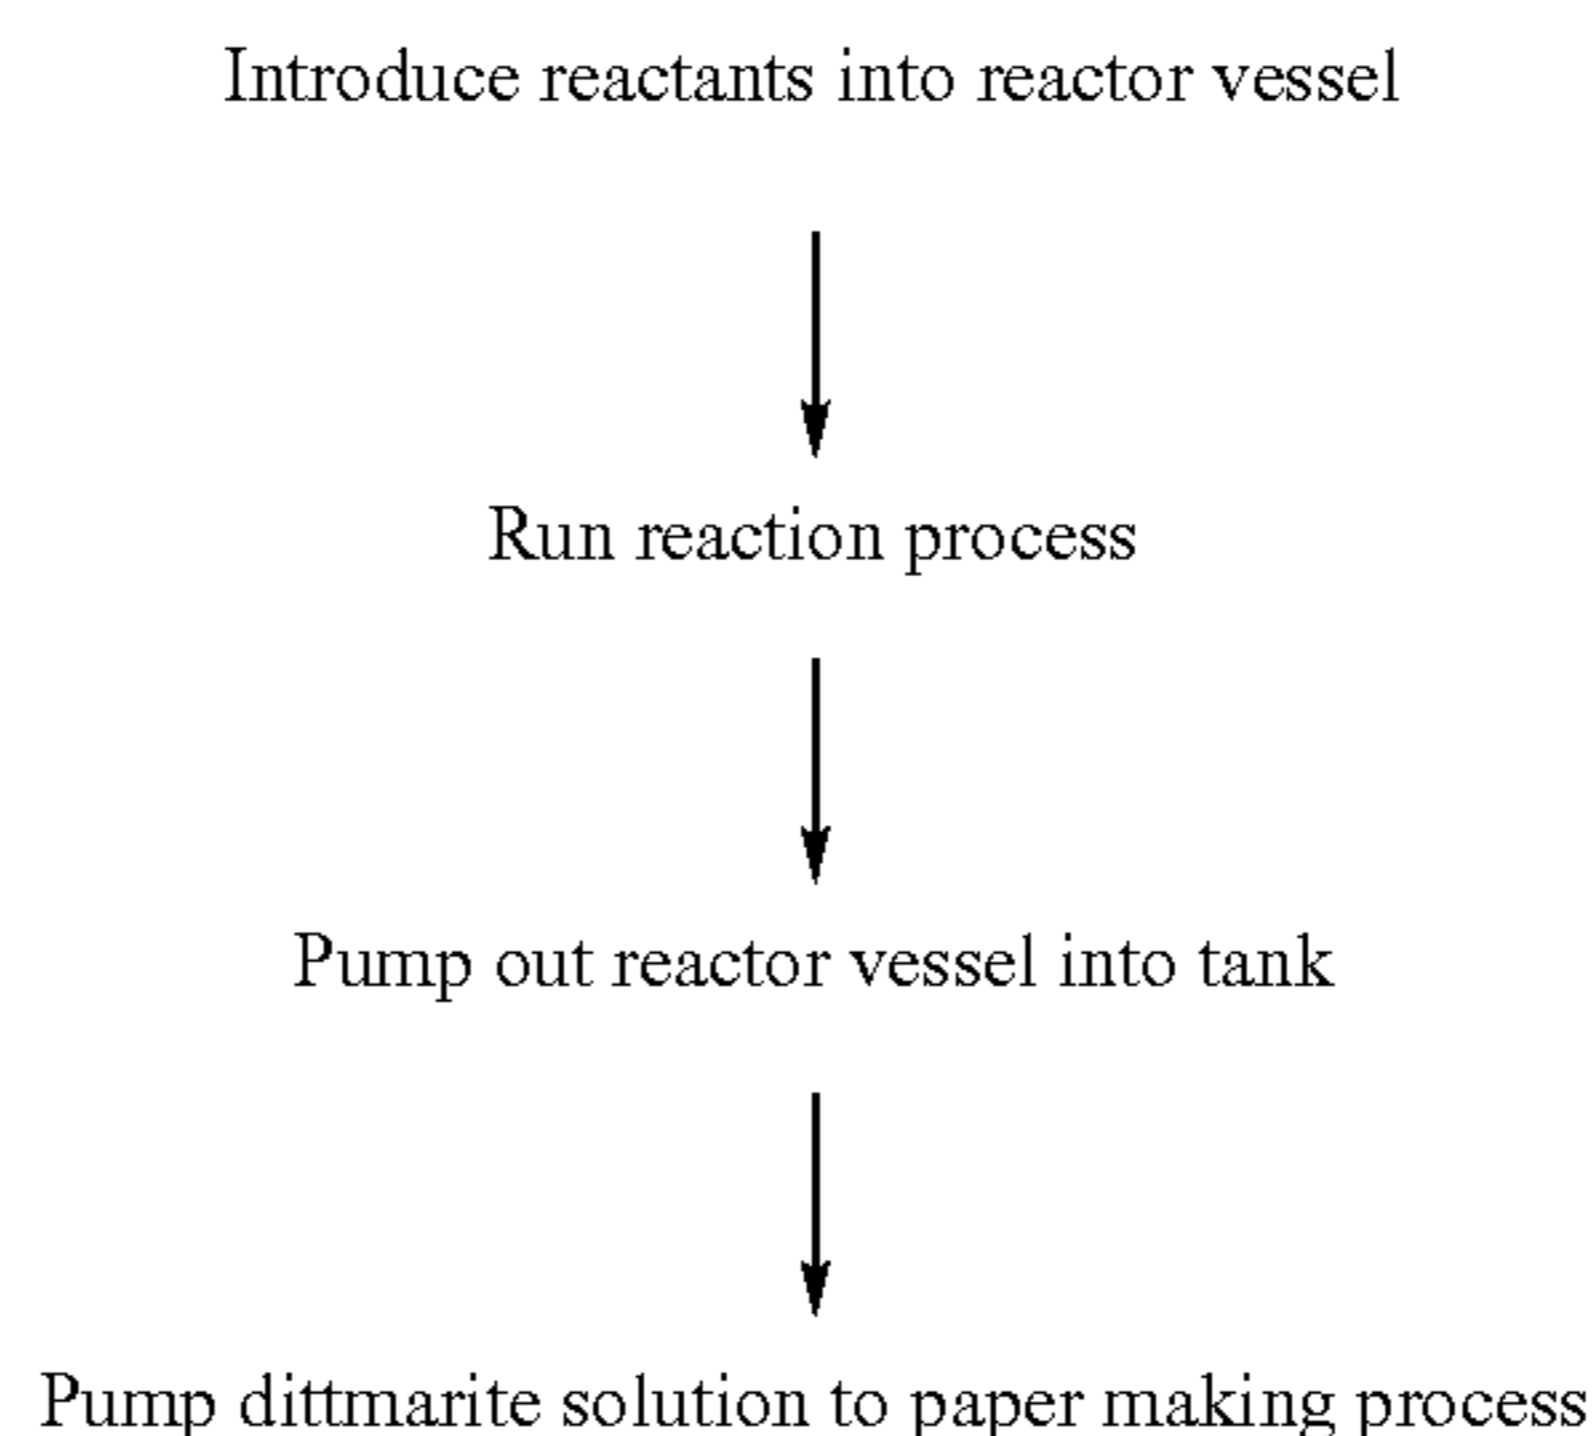 Introduce reactants into reactor vessel
Run reaction process
Pump out reactor vessel into tank
Pump dittmarite solution to paper making process